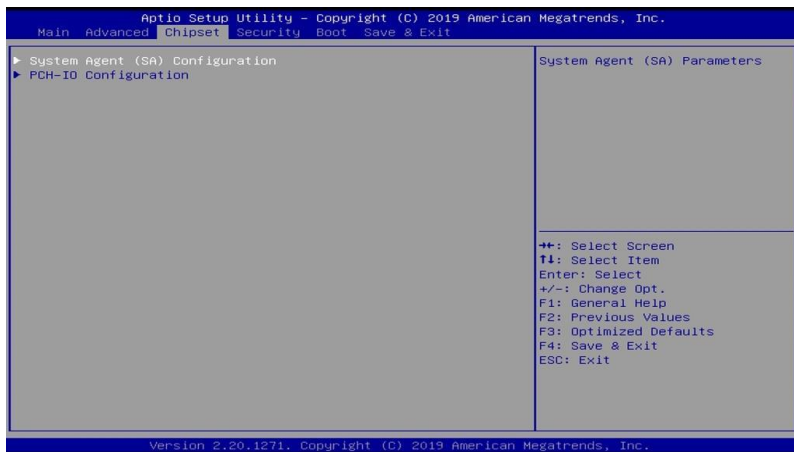 Aptio Setup Utility – Copyright (C) 2019 American Megatrends, Inc.
Main Advanced Chipset Security Boot Save & Exit
▶ System Agent (SA) Configuration
▶ PCH-IO Configuration
System Agent (SA) Parameters
→←: Select Screen
↑↓: Select Item
Enter: Select
+/-: Change Opt.
F1: General Help
F2: Previous Values
F3: Optimized Defaults
F4: Save & Exit
ESC: Exit
Version 2.20.1271. Copyright (C) 2019 American Megatrends, Inc.